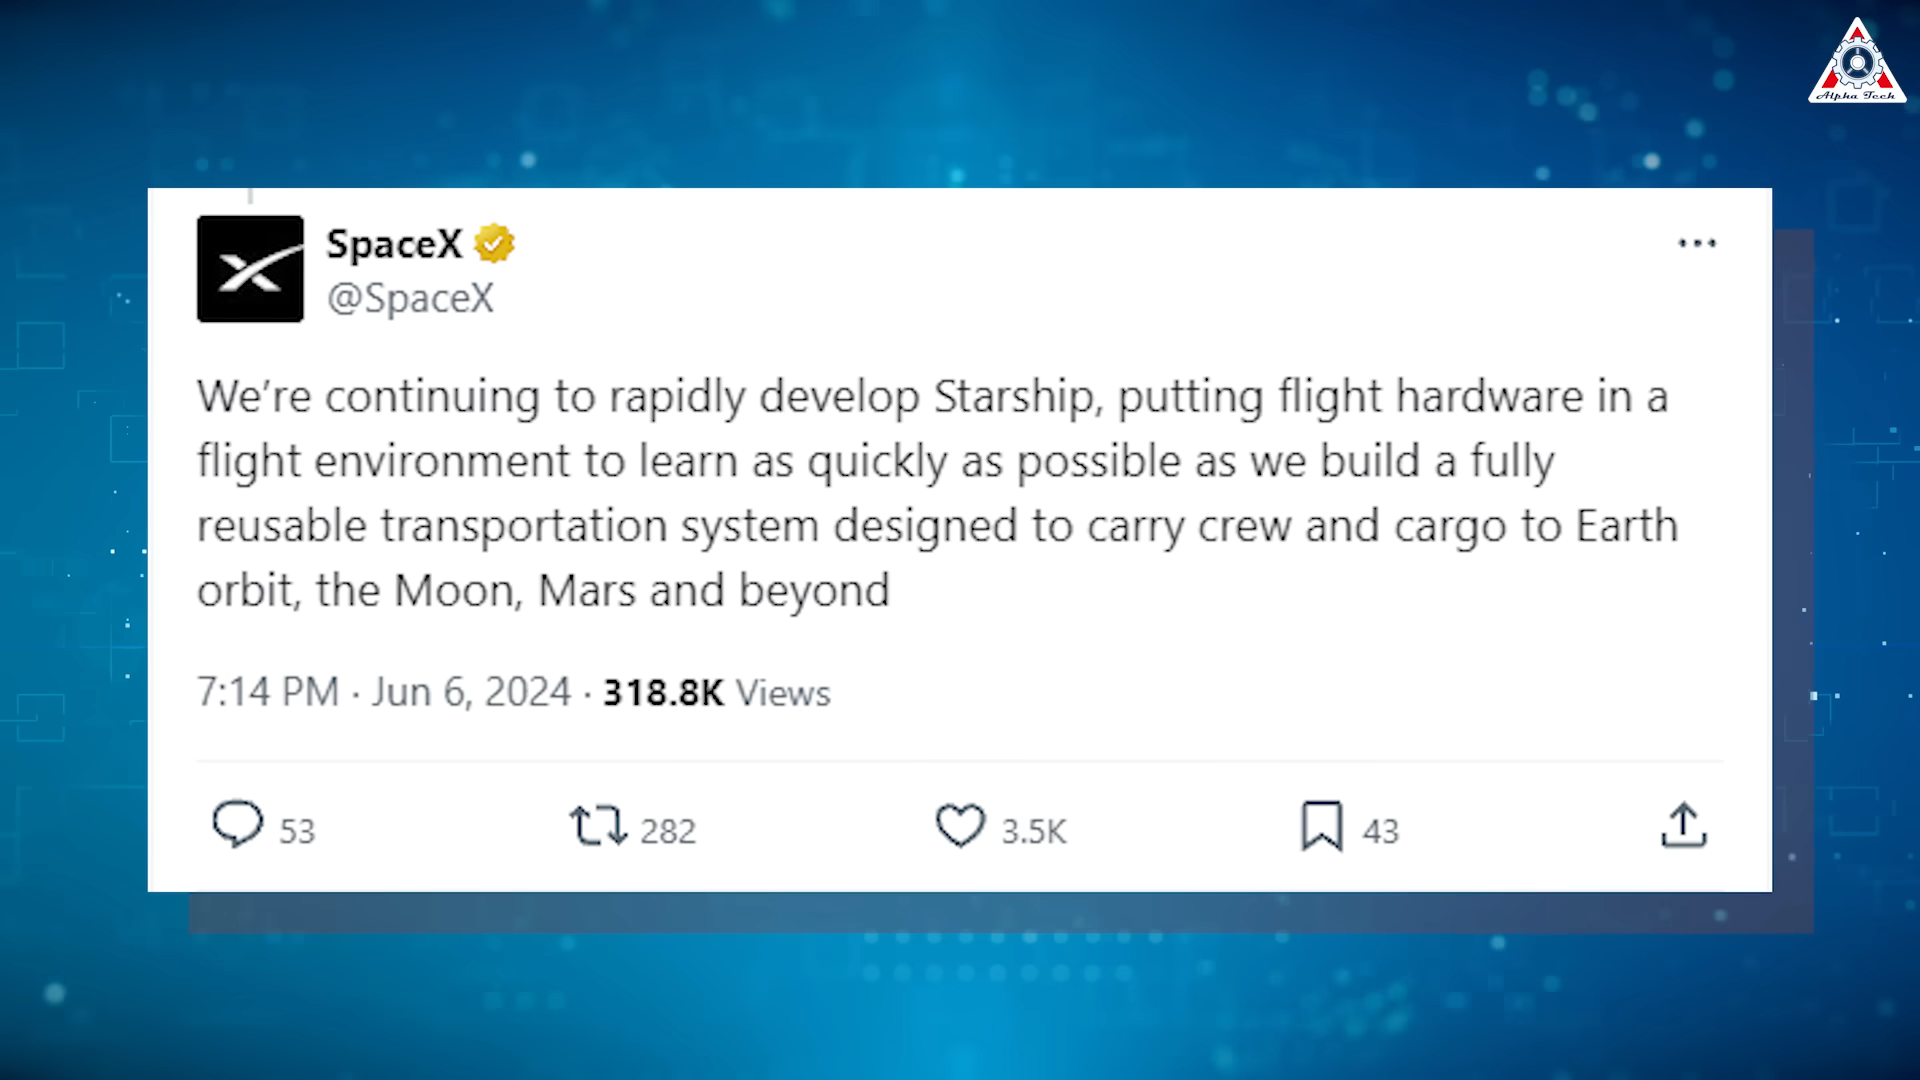 Alpha Tech
SpaceX
@SpaceX
We’re continuing to rapidly develop Starship, putting flight hardware in a
flight environment to learn as quickly as possible as we build a fully
reusable transportation system designed to carry crew and cargo to Earth
orbit, the Moon, Mars and beyond
7:14 PM · Jun 6, 2024 · 318.8K Views
53 282 3.5K 43